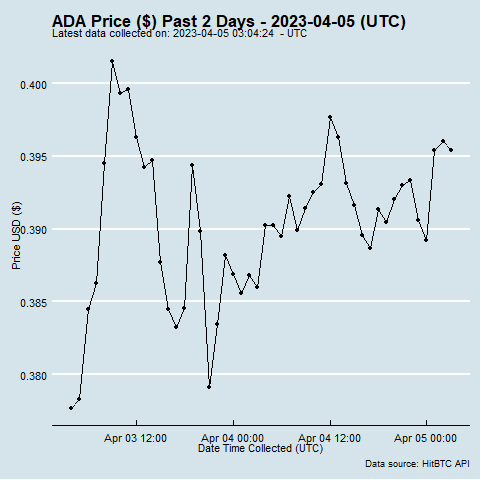 ADA Price ($) Past 2 Days - 2023-04-05 (UTC)
Latest data collected on: 2023-04-05 03:04:24  - UTC
0.400
0.395
0.390
0.385
0.380
Price USD ($)
Apr 03 12:00 Apr 04 00:00 Apr 04 12:00 Apr 05 00:00
Date Time Collected (UTC)
Data source: HitBTC API